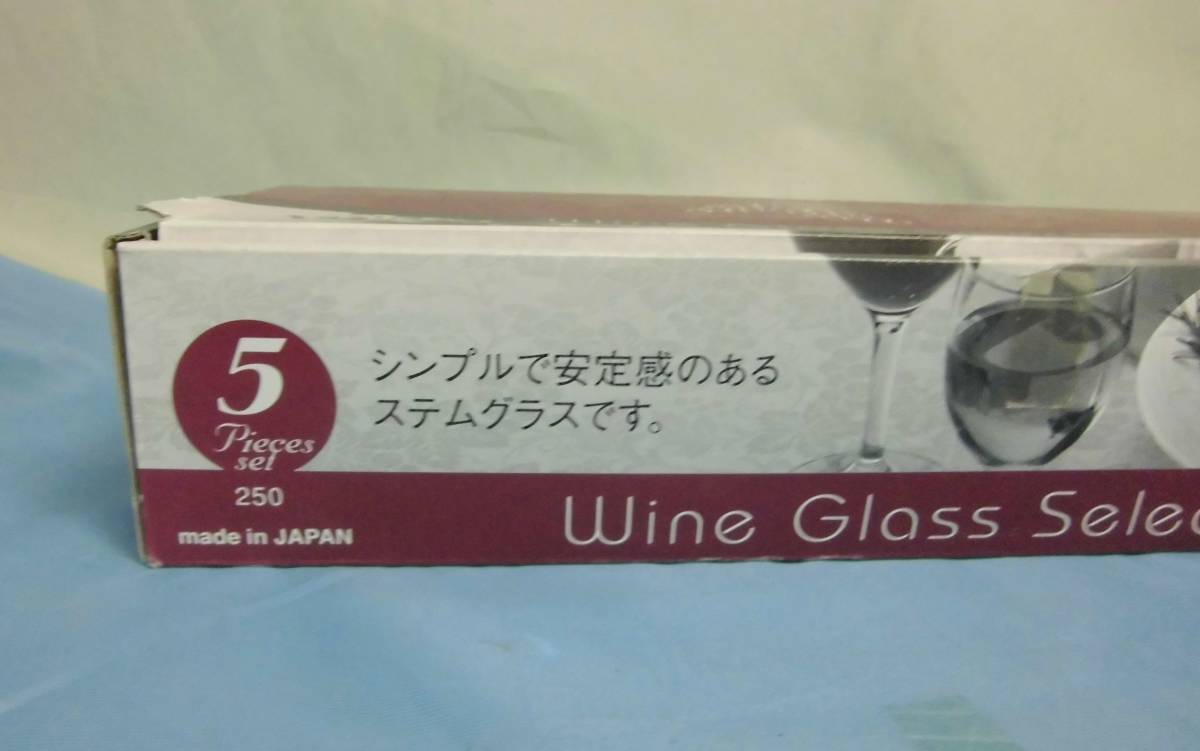 5
Pieces
set
250
made in JAPAN
シンプルで安定感のある
ステムグラスです。
Wine Glass Selec